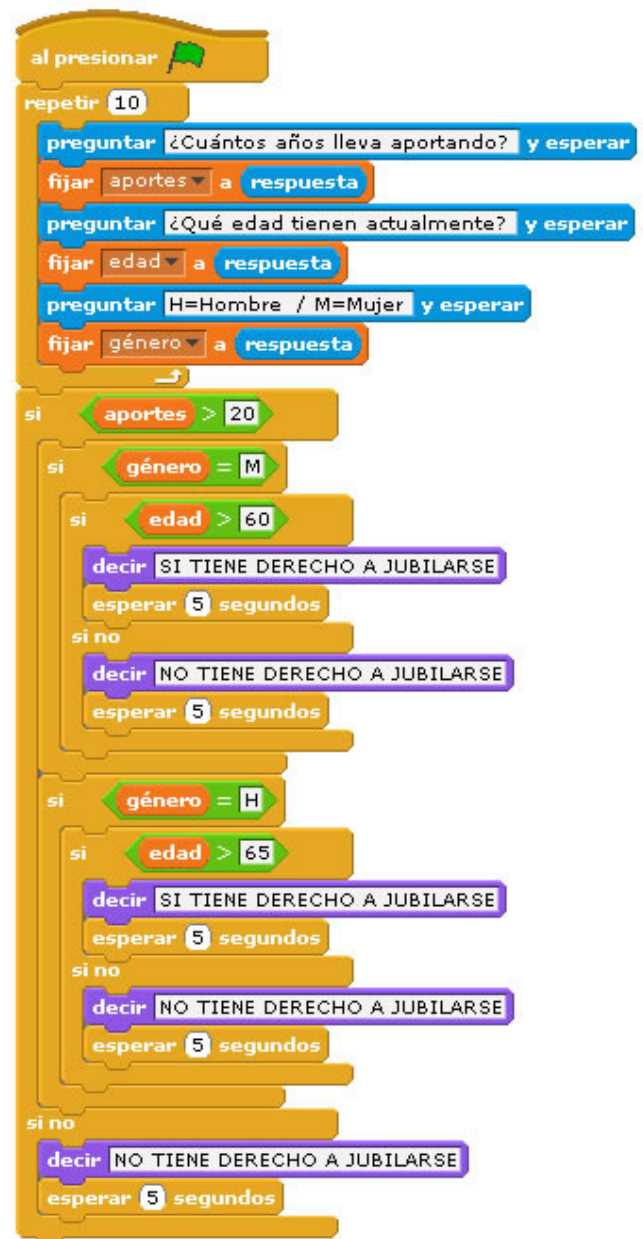 al presionar
repetir 10
preguntar ¿Cuántos años lleva aportando? y esperar
fijar aportes a respuesta
preguntar ¿Qué edad tienen actualmente? y esperar
fijar edad a respuesta
preguntar H=Hombre / M=Mujer y esperar
fijar género a respuesta
si aportes > 20
si género = M
si edad > 60
decir SI TIENE DERECHO A JUBILARSE
esperar 5 segundos
si no
decir NO TIENE DERECHO A JUBILARSE
esperar 5 segundos
si género = H
si edad > 65
decir SI TIENE DERECHO A JUBILARSE
esperar 5 segundos
si no
decir NO TIENE DERECHO A JUBILARSE
esperar 5 segundos
si no
decir NO TIENE DERECHO A JUBILARSE
esperar 5 segundos